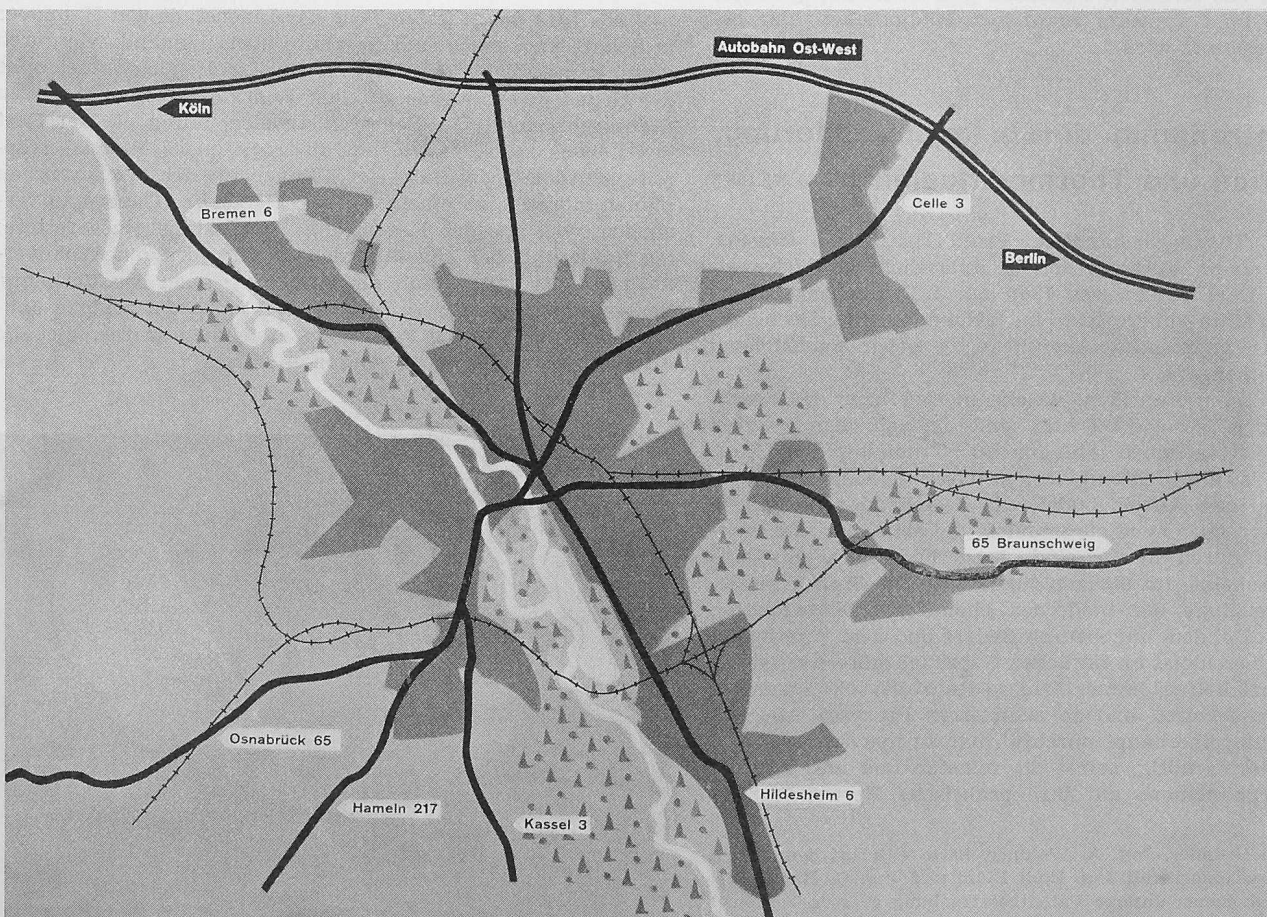 Autobahn Ost-West
Köln
Bremen 6
Celle 3
Berlin
65 Braunschweig
Osnabrück 65
Hildesheim 6
Hameln 217
Kassel 3